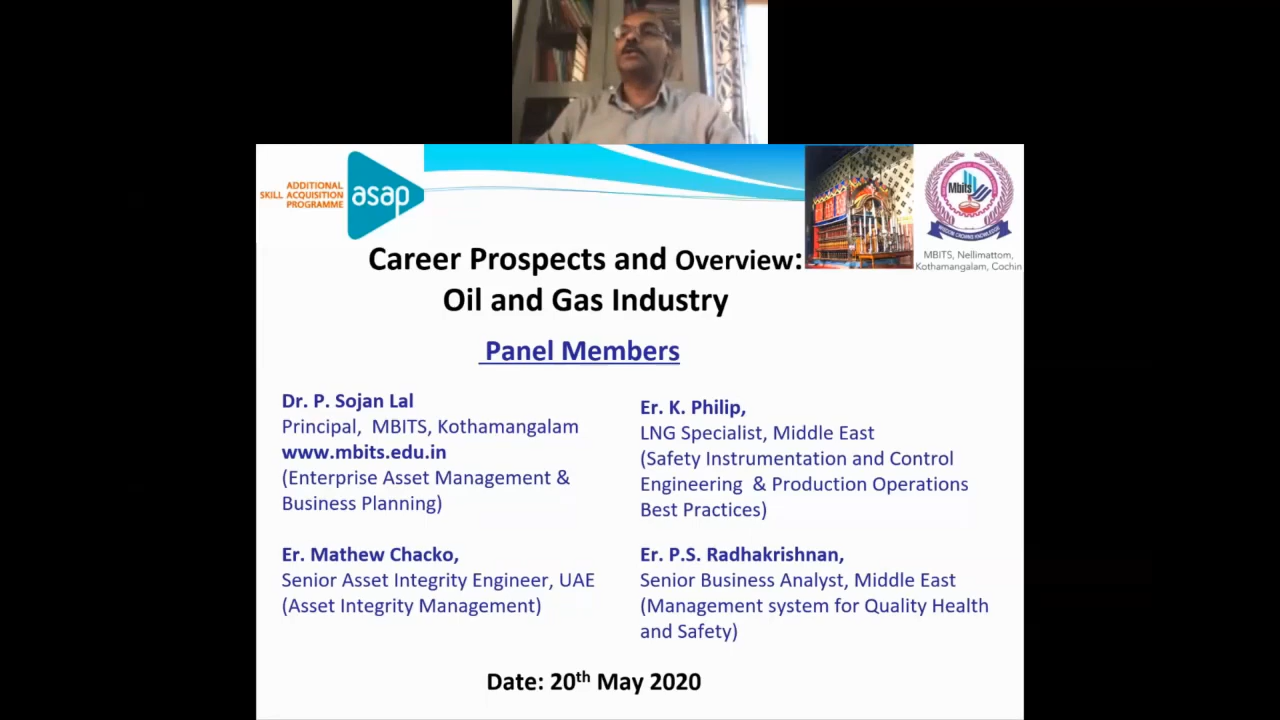 ADDITIONAL
SKILL ACQUISITION
PROGRAMME
asap
Mbits
MBITS, Nellimattom,
Kothamangalam, Cochin
Career Prospects and Overview:
Oil and Gas Industry
Panel Members
Dr. P. Sojan Lal
Principal, MBITS, Kothamangalam
www.mbits.edu.in
(Enterprise Asset Management &
Business Planning)
Er. K. Philip,
LNG Specialist, Middle East
(Safety Instrumentation and Control
Engineering & Production Operations
Best Practices)
Er. Mathew Chacko,
Senior Asset Integrity Engineer, UAE
(Asset Integrity Management)
Er. P.S. Radhakrishnan,
Senior Business Analyst, Middle East
(Management system for Quality Health
and Safety)
Date: 20th May 2020